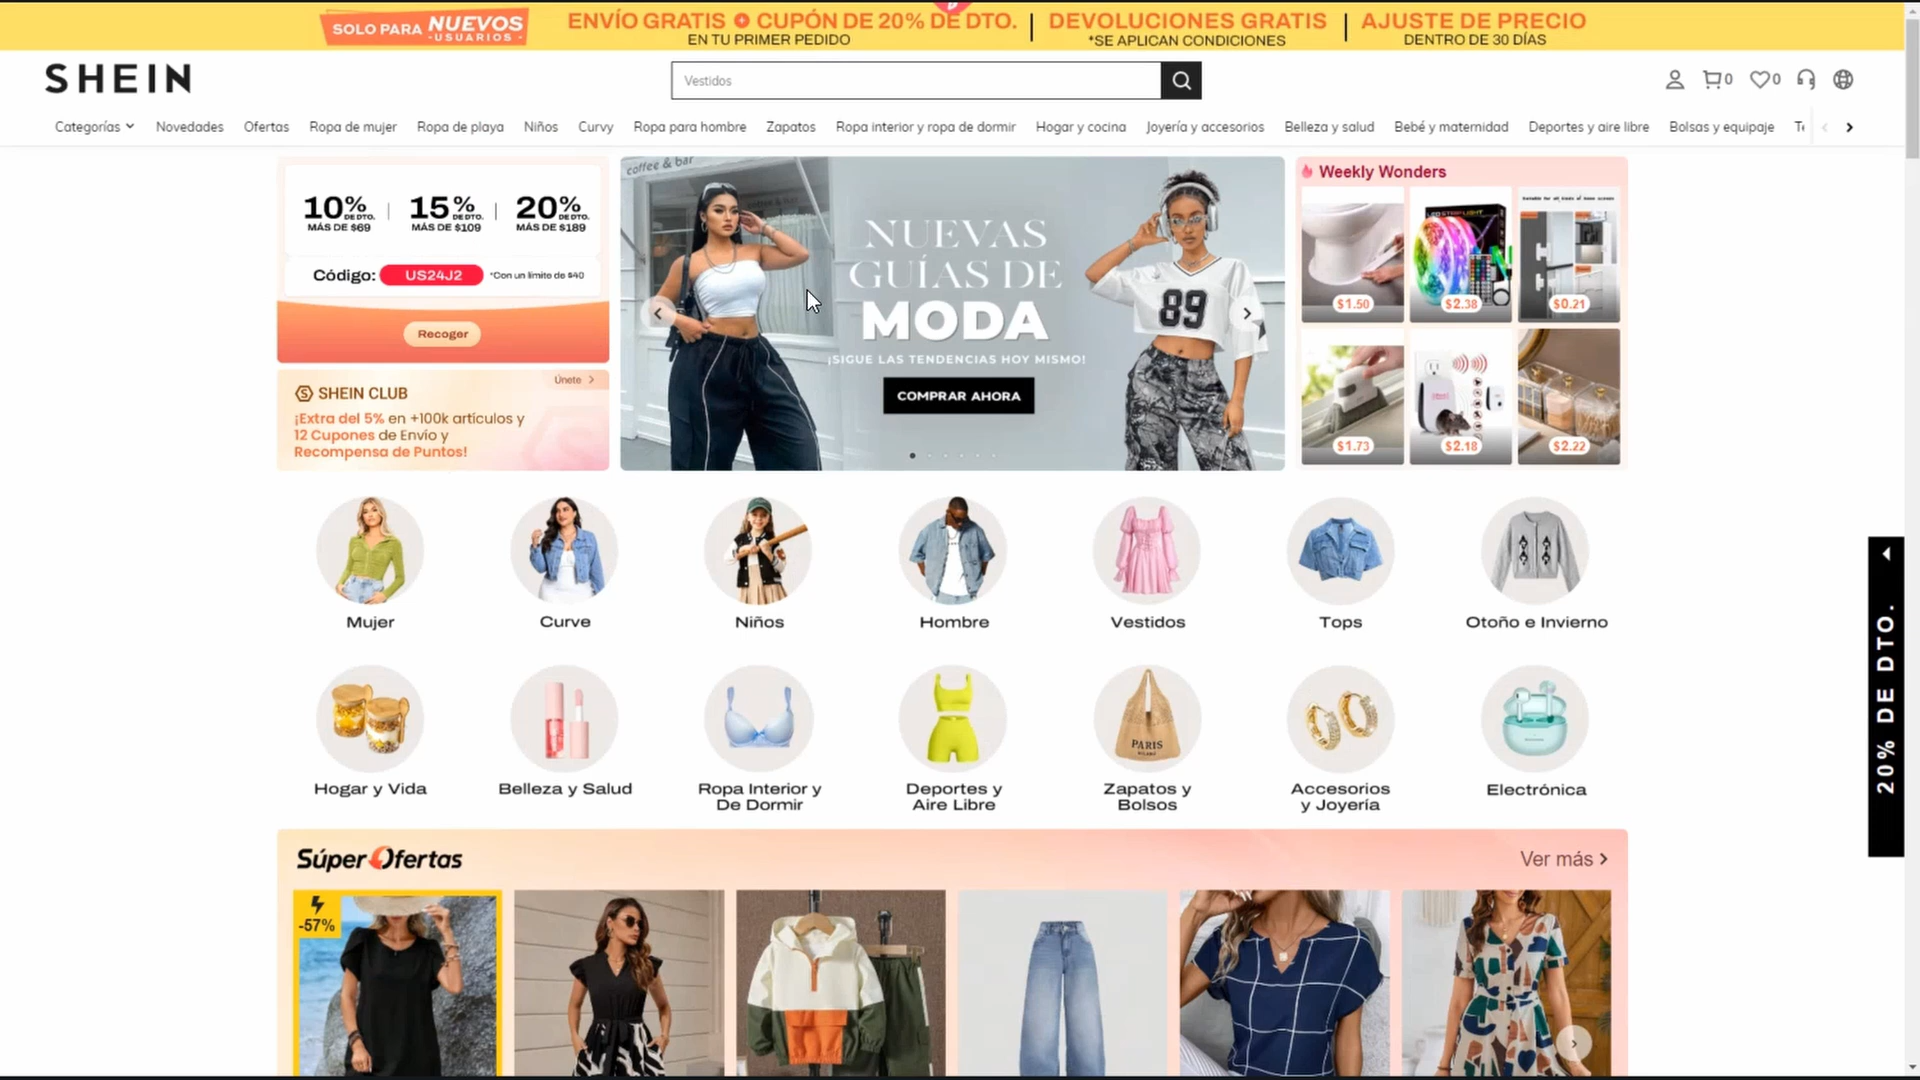 SOLO PARA NUEVOS
-USUARIOS-
ENVÍO GRATIS + CUPÓN DE 20% DE DTO.
EN TU PRIMER PEDIDO
DEVOLUCIONES GRATIS
*SE APLICAN CONDICIONES
AJUSTE DE PRECIO
DENTRO DE 30 DÍAS
SHEIN
Vestidos
0
0
Categorías
Novedades
Ofertas
Ropa de mujer
Ropa de playa
Niños
Curvy
Ropa para hombre
Zapatos
Ropa interior y ropa de dormir
Hogar y cocina
Joyería y accesorios
Belleza y salud
Bebé y maternidad
Deportes y aire libre
Bolsas y equipaje
10% DE DTO.
MÁS DE $69
15% DE DTO.
MÁS DE $109
20% DE DTO.
MÁS DE $189
Código: US24J2 *Con un límite de $40
Recoger
SHEIN CLUB
Únete >
¡Extra del 5% en +100k artículos y
12 Cupones de Envío y
Recompensa de Puntos!
coffee & bar
NUEVAS
GUÍAS DE
MODA
¡SIGUE LAS TENDENCIAS HOY MISMO!
COMPRAR AHORA
89
Weekly Wonders
LED STRIP LIGHT
$1.50
$2.38
$0.21
$1.73
$2.18
$2.22
Mujer
Curve
Niños
Hombre
Vestidos
Tops
Otoño e Invierno
Hogar y Vida
Belleza y Salud
Ropa Interior y
De Dormir
Deportes y
Aire Libre
PARIS
Zapatos y
Bolsos
Accesorios
y Joyería
Electrónica
20% DE DTO.
Súper Ofertas
Ver más >
-57%